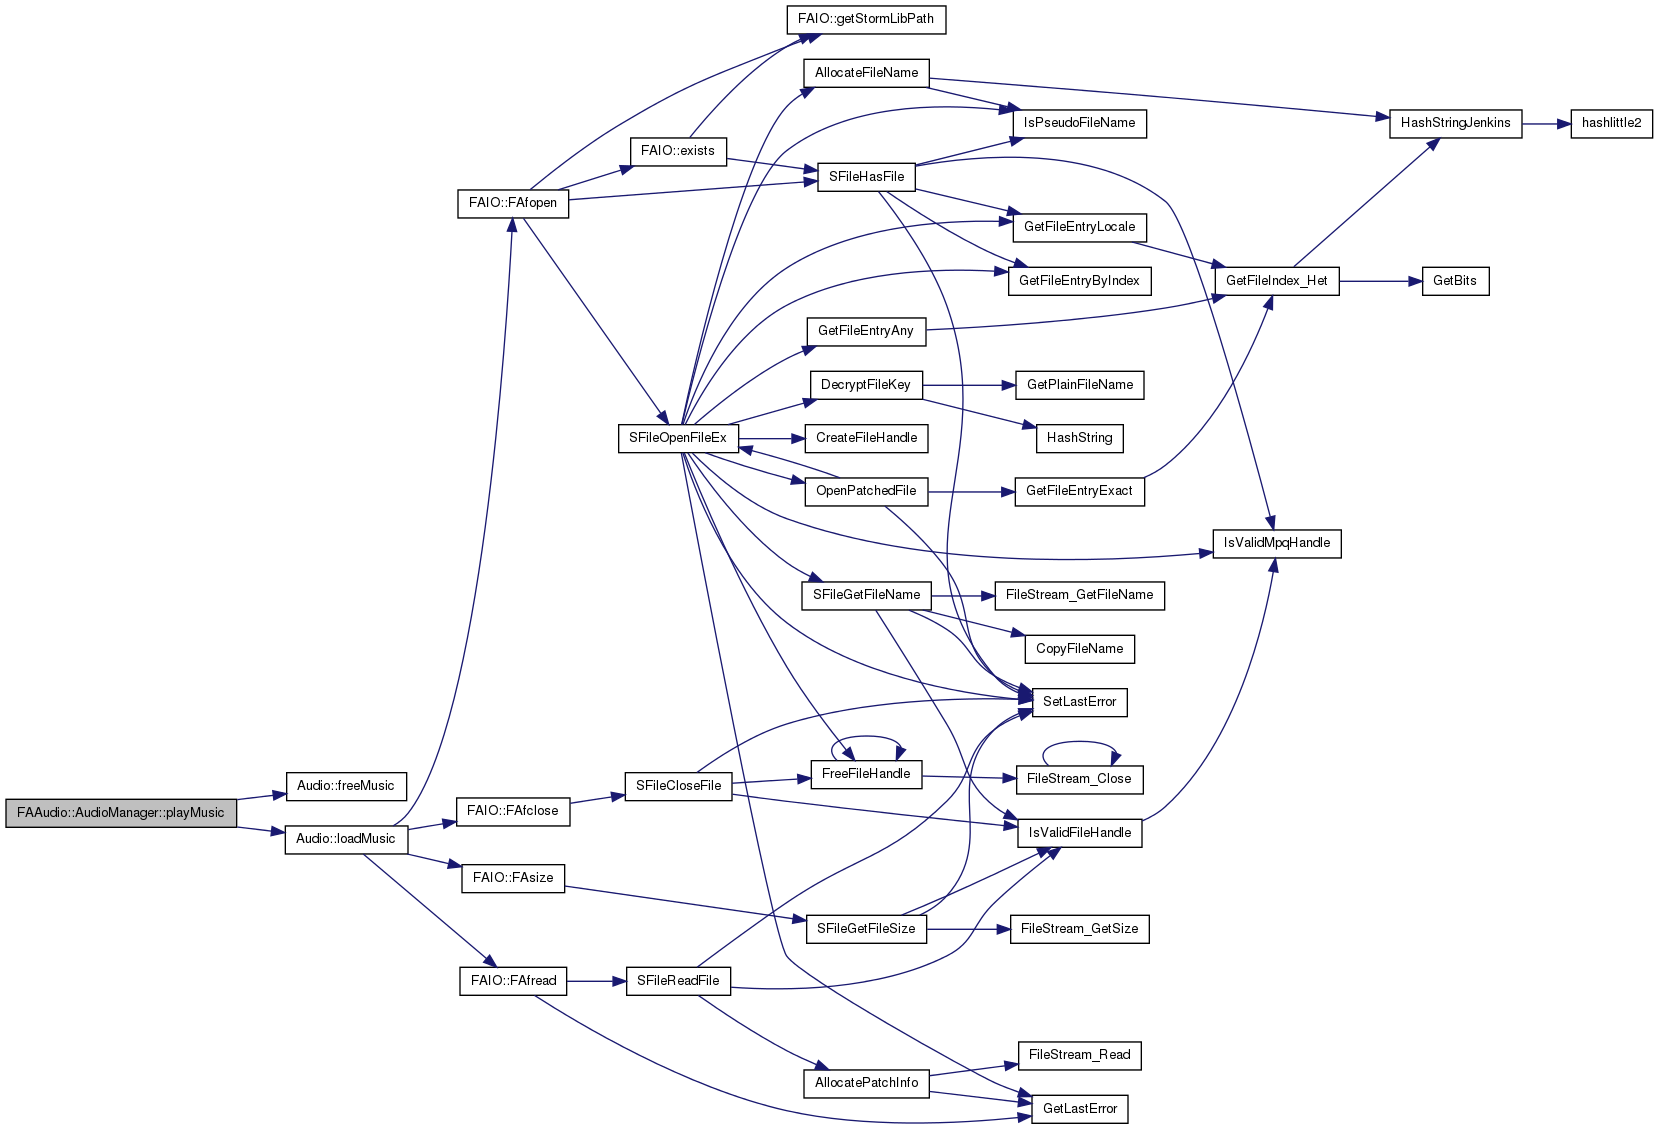 FAIO::getStormLibPath
AllocateFileName
IsPseudoFileName
HashStringJenkins
hashlittle2
FAIO::exists
SFileHasFile
FAIO::FAfopen
GetFileEntryLocale
GetFileEntryByIndex
GetFileIndex_Het
GetBits
GetFileEntryAny
DecryptFileKey
GetPlainFileName
SFileOpenFileEx
CreateFileHandle
HashString
OpenPatchedFile
GetFileEntryExact
IsValidMpqHandle
SFileGetFileName
FileStream_GetFileName
CopyFileName
SetLastError
FreeFileHandle
FileStream_Close
Audio::freeMusic
SFileCloseFile
FAAudio::AudioManager::playMusic
FAIO::FAfclose
Audio::loadMusic
IsValidFileHandle
FAIO::FAsize
SFileGetFileSize
FileStream_GetSize
FAIO::FAfread
SFileReadFile
FileStream_Read
AllocatePatchInfo
GetLastError